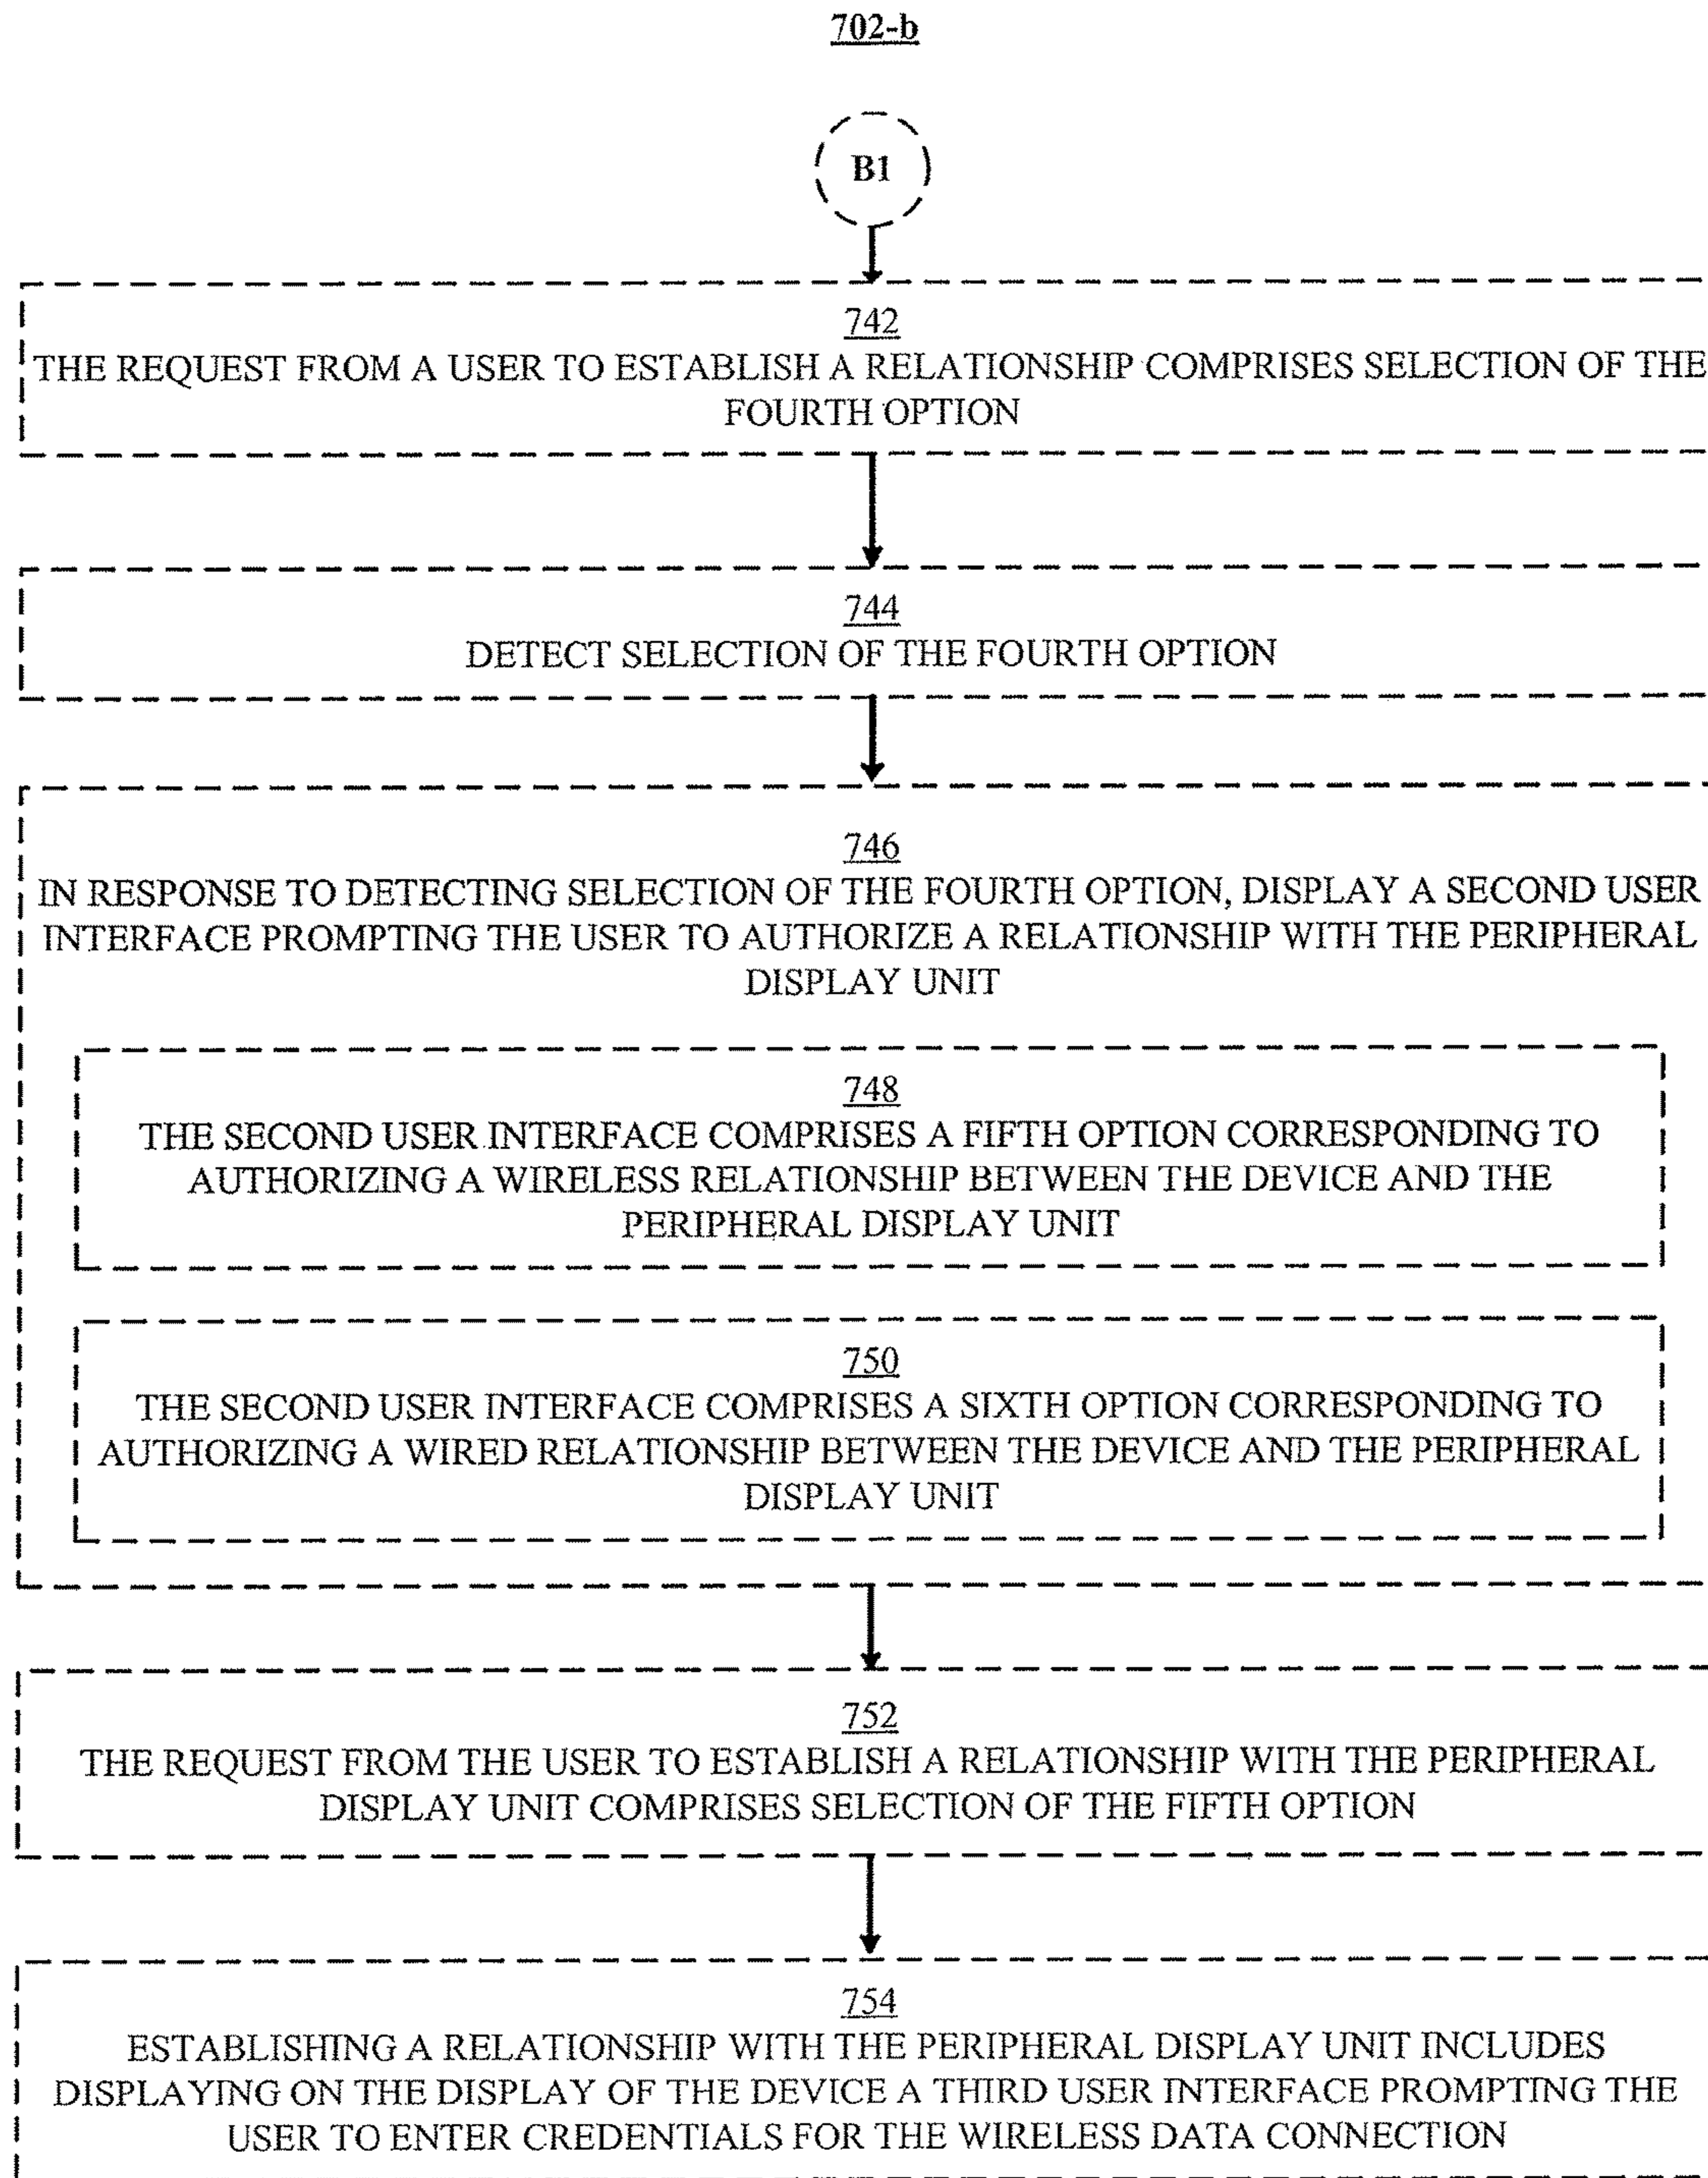 702-b
B1
742
THE REQUEST FROM A USER TO ESTABLISH A RELATIONSHIP COMPRISES SELECTION OF THE
FOURTH OPTION
744
DETECT SELECTION OF THE FOURTH OPTION
746
IN RESPONSE TO DETECTING SELECTION OF THE FOURTH OPTION, DISPLAY A SECOND USER
INTERFACE PROMPTING THE USER TO AUTHORIZE A RELATIONSHIP WITH THE PERIPHERAL
DISPLAY UNIT
748
THE SECOND USER INTERFACE COMPRISES A FIFTH OPTION CORRESPONDING TO
AUTHORIZING A WIRELESS RELATIONSHIP BETWEEN THE DEVICE AND THE
PERIPHERAL DISPLAY UNIT
750
THE SECOND USER INTERFACE COMPRISES A SIXTH OPTION CORRESPONDING TO
AUTHORIZING A WIRED RELATIONSHIP BETWEEN THE DEVICE AND THE PERIPHERAL
DISPLAY UNIT
752
THE REQUEST FROM THE USER TO ESTABLISH A RELATIONSHIP WITH THE PERIPHERAL
DISPLAY UNIT COMPRISES SELECTION OF THE FIFTH OPTION
754
ESTABLISHING A RELATIONSHIP WITH THE PERIPHERAL DISPLAY UNIT INCLUDES
DISPLAYING ON THE DISPLAY OF THE DEVICE A THIRD USER INTERFACE PROMPTING THE
USER TO ENTER CREDENTIALS FOR THE WIRELESS DATA CONNECTION